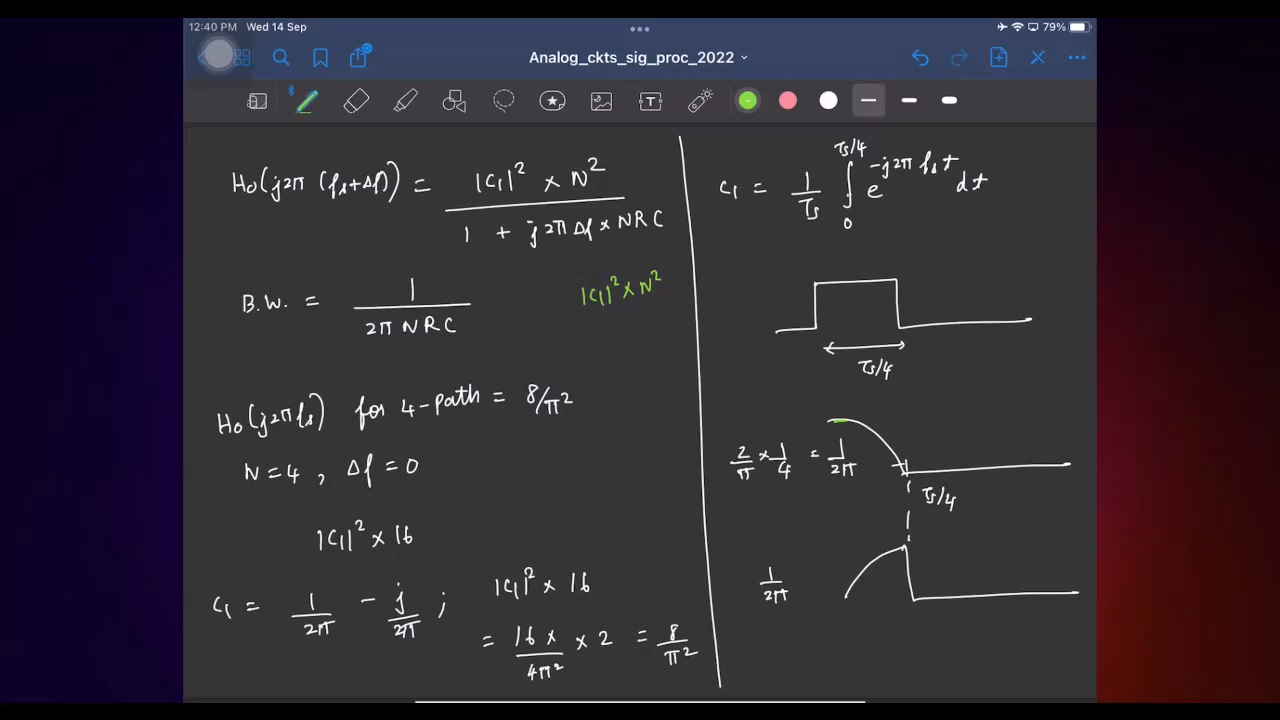 12:40 PM Wed 14 Sep
79%
Analog_ckts_sig_proc_2022
H₀(j2π(fs+Δf)) = |C₁|² × N² / 1 + j2πΔf × NRC
B.W. = 1 / 2π NRC
|C₁|² × N²
H₀(j2πfs) for 4-path = 8/π²
N = 4, Δf = 0
|C₁|² × 16
C₁ = 1/2π - j/2π ;
|C₁|² × 16
= 16 × / 4π² × 2 = 8/π²
C₁ = 1/Ts ∫₀^Ts/4 e^-j2π fs t dt
Ts/4
2/π × 1/4 = 1/2π
Ts/4
1/2π